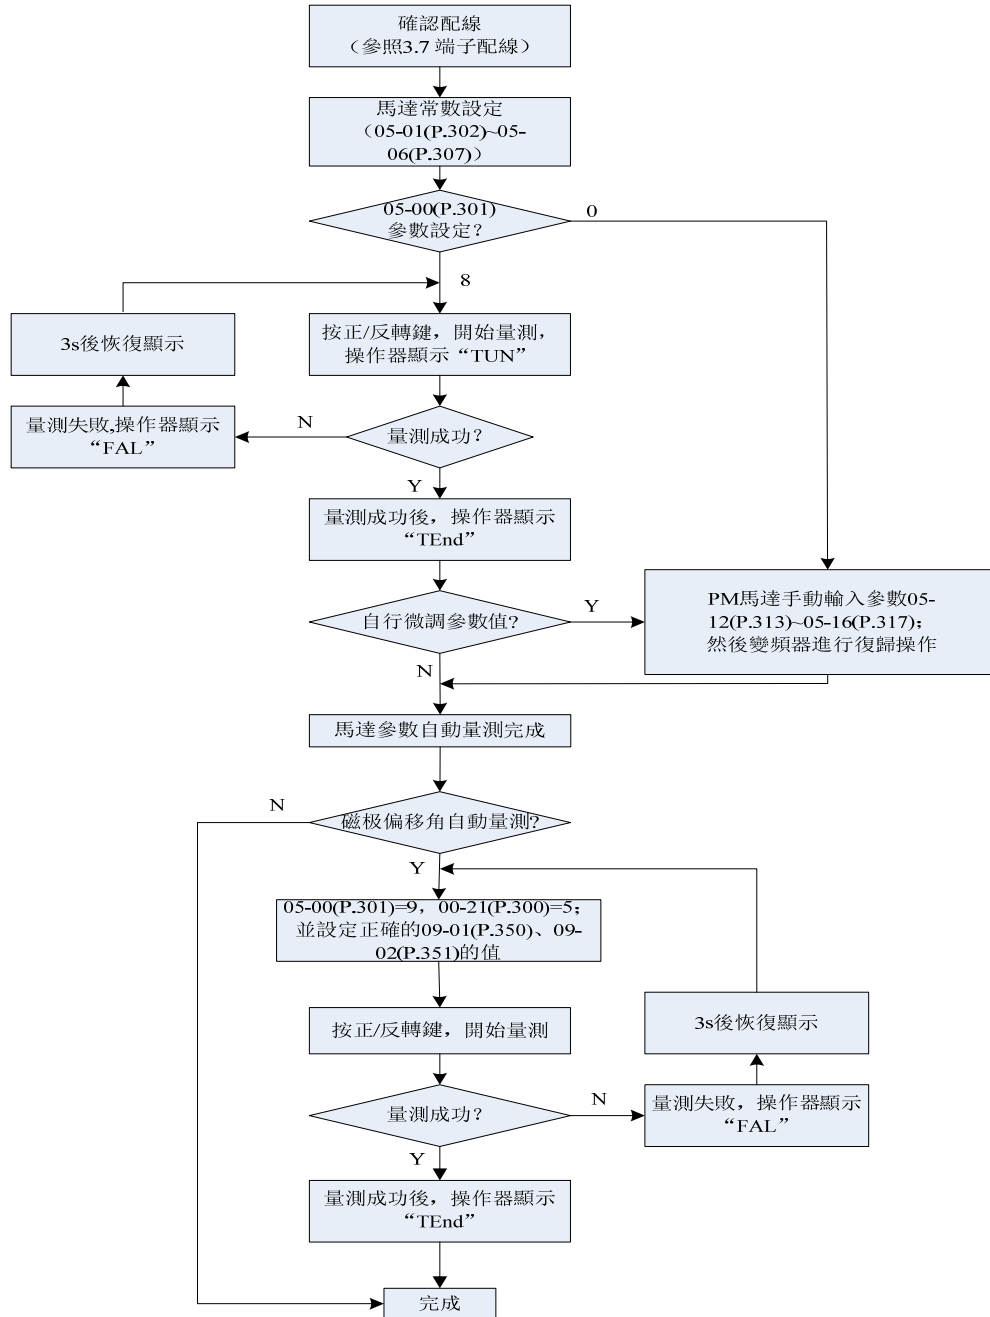 確認配線
（參照3.7 端子配線）
馬達常數設定
（05-01(P.302)~05-
06(P.307)）
05-00(P.301)
參數設定？
0
8
3s後恢復顯示
按正/反轉鍵，開始量測，
操作器顯示“TUN”
量測失敗,操作器顯示
“FAL”
N
量測成功？
Y
量測成功後，操作器顯示
“TEnd”
自行微調參數值？
Y
PM馬達手動輸入參數05-
12(P.313)~05-16(P.317)；
然後變頻器進行復歸操作
N
馬達參數自動量測完成
N
磁极偏移角自動量測？
Y
05-00(P.301)=9，00-21(P.300)=5；
並設定正確的09-01(P.350)、09-
02(P.351)的值
按正/反轉鍵，開始量測
3s後恢復顯示
量測成功？
N
量測失敗，操作器顯示
“FAL”
Y
量測成功後，操作器顯示
“TEnd”
完成